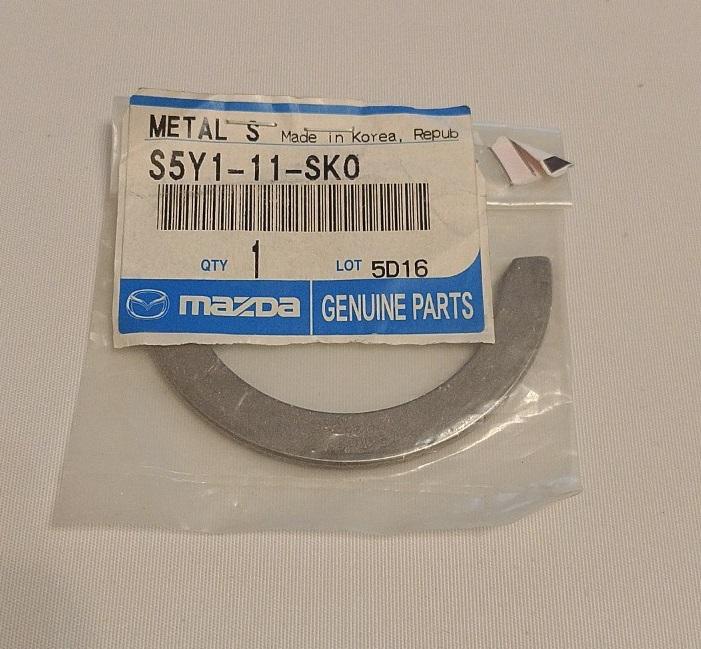 METAL S Made in Korea, Repub
S5Y1-11-SK0
QTY 1 LOT 5D16
mazda GENUINE PARTS